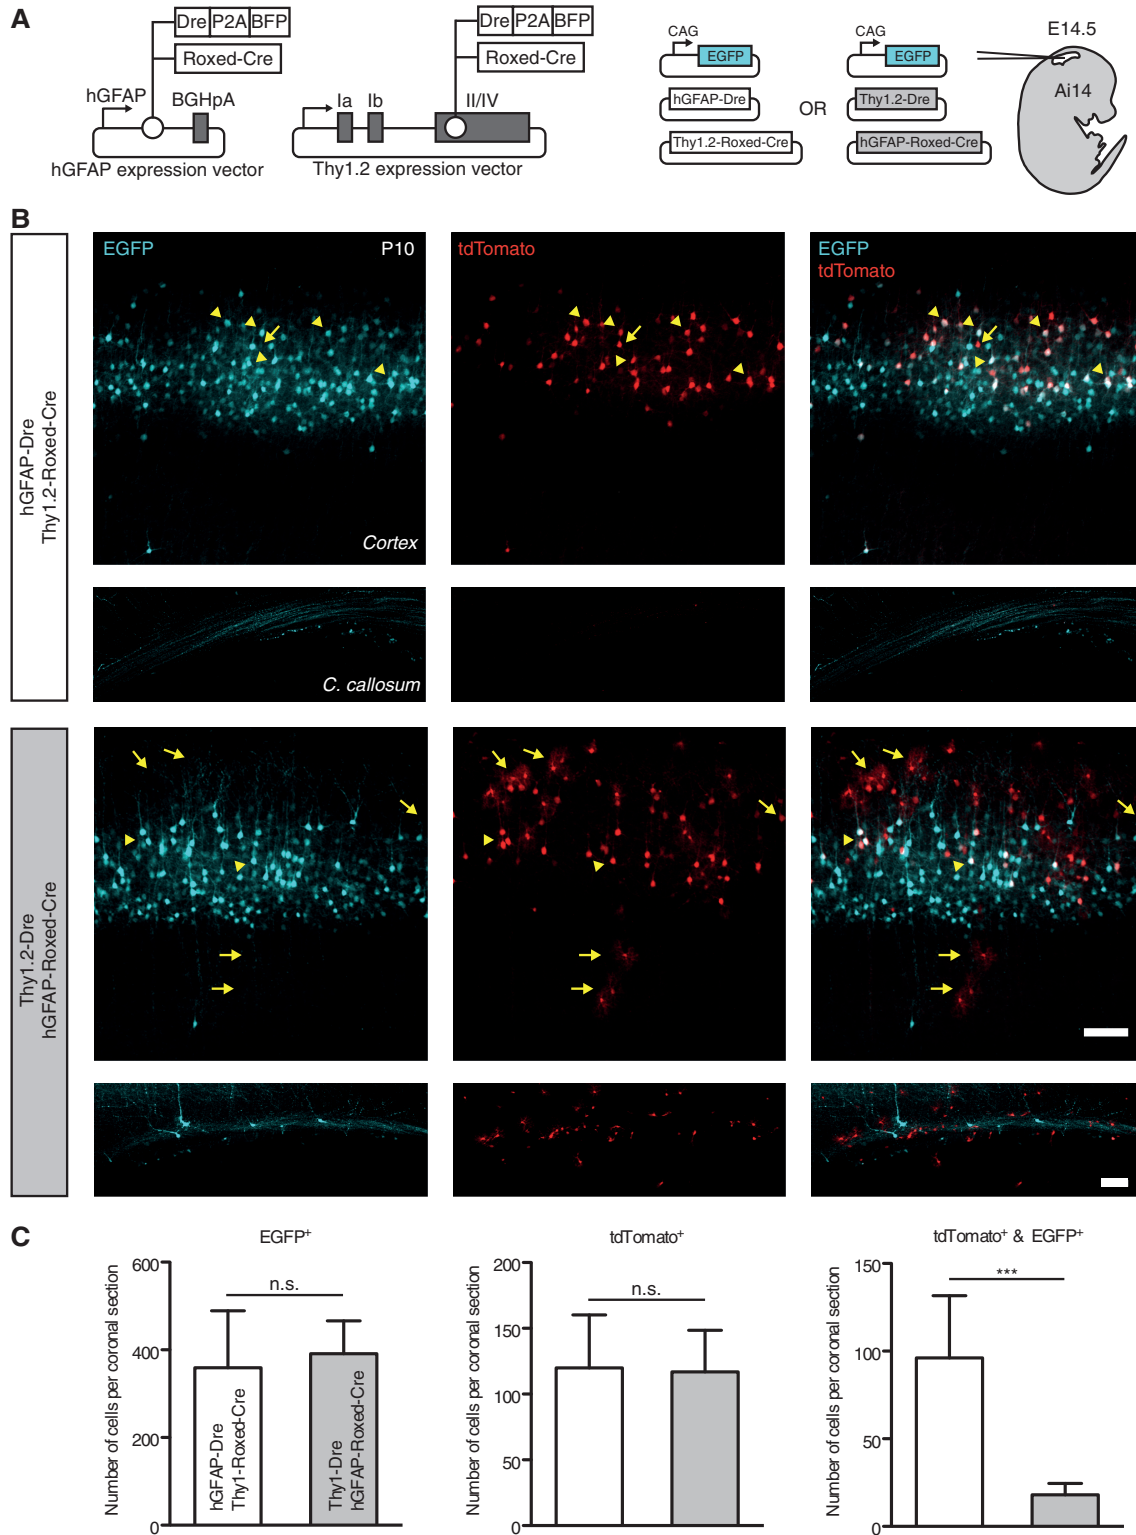 A
Dre P2A BFP
Roxed-Cre
hGFAP
BGHpA
hGFAP expression vector
Dre P2A BFP
Roxed-Cre
Ia Ib II/IV
Thy1.2 expression vector
CAG
EGFP
hGFAP-Dre
Thy1.2-Roxed-Cre
OR
CAG
EGFP
Thy1.2-Dre
hGFAP-Roxed-Cre
E14.5
Ai14
B
hGFAP-Dre
Thy1.2-Roxed-Cre
EGFP P10
Cortex
tdTomato
EGFP
tdTomato
C. callosum
Thy1.2-Dre
hGFAP-Roxed-Cre
C
EGFP+
Number of cells per coronal section
600
400
200
0
n.s.
hGFAP-Dre
Thy1-Roxed-Cre
Thy1-Dre
hGFAP-Roxed-Cre
tdTomato+
Number of cells per coronal section
200
150
100
50
0
n.s.
tdTomato+ & EGFP+
Number of cells per coronal section
150
100
50
0
***